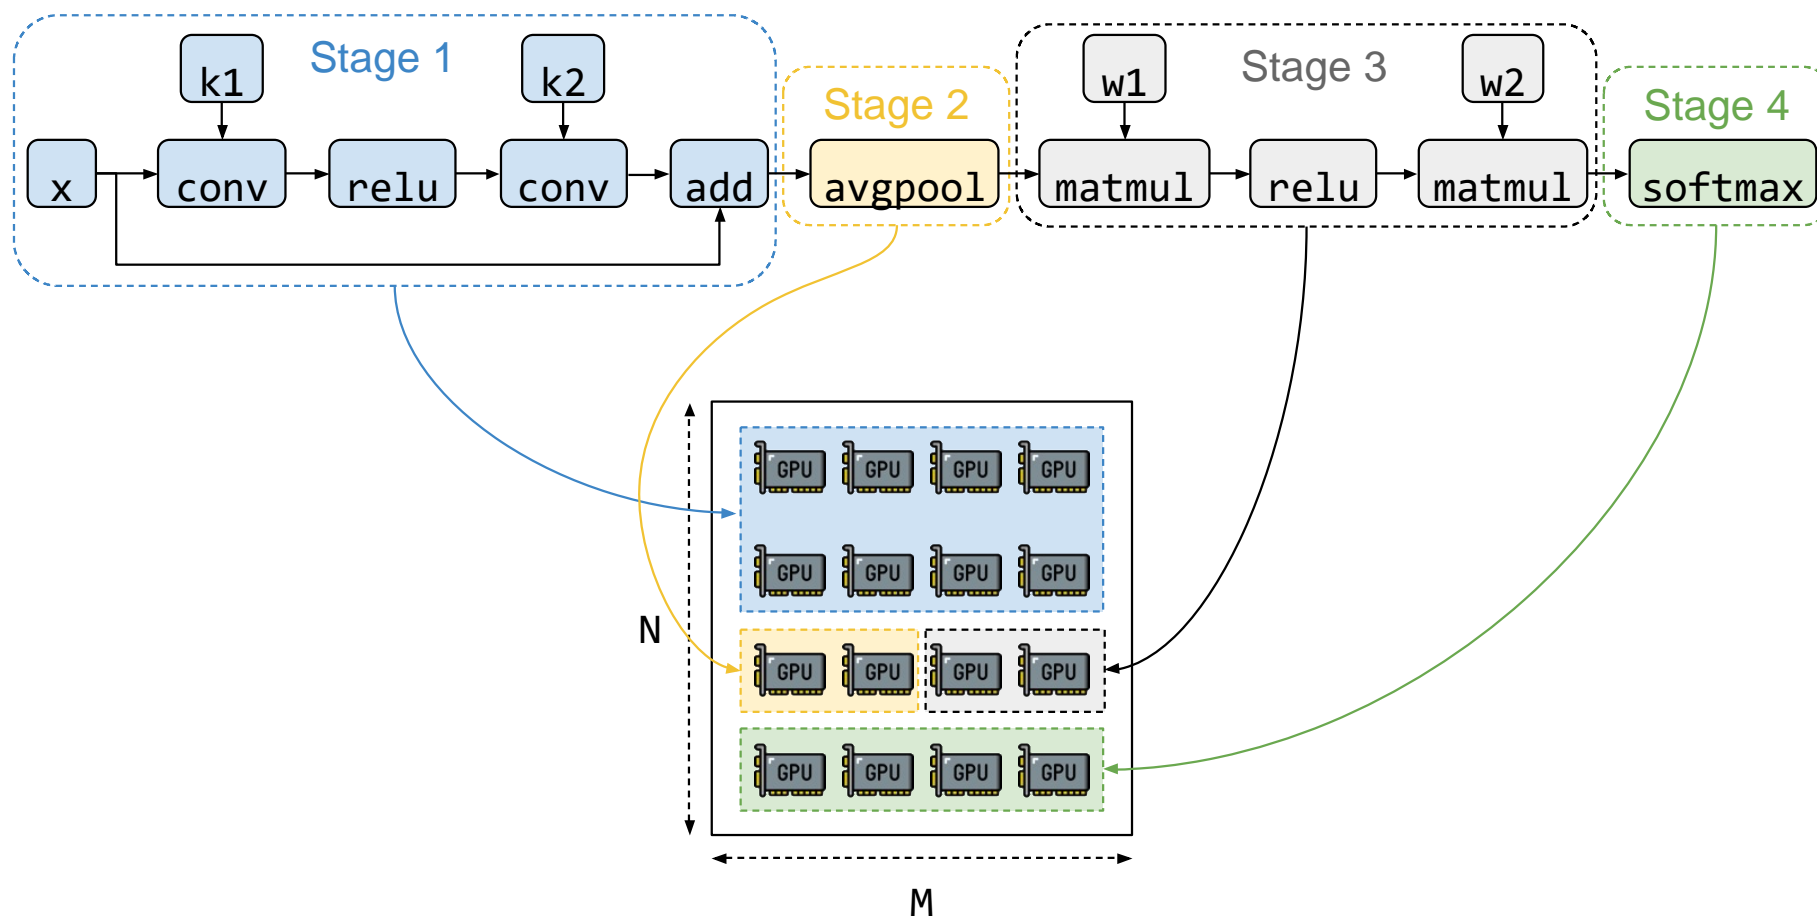 Stage 1
Stage 2
Stage 3
Stage 4
k1 k2 w1 w2
x conv relu conv add avgpool matmul relu matmul softmax
GPU GPU GPU GPU
GPU GPU GPU GPU
N
GPU GPU GPU GPU
GPU GPU GPU GPU
M